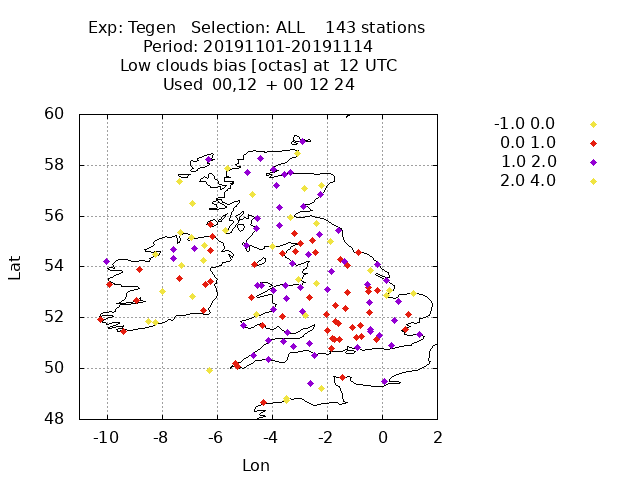 Exp: Tegen Selection: ALL 143 stations
Period: 20191101-20191114
Low clouds bias [octas] at 12 UTC
Used 00,12 + 00 12 24
-1.0 0.0
0.0 1.0
1.0 2.0
2.0 4.0
60
58
56
54
52
50
48
Lat
-10 -8 -6 -4 -2 0 2
Lon